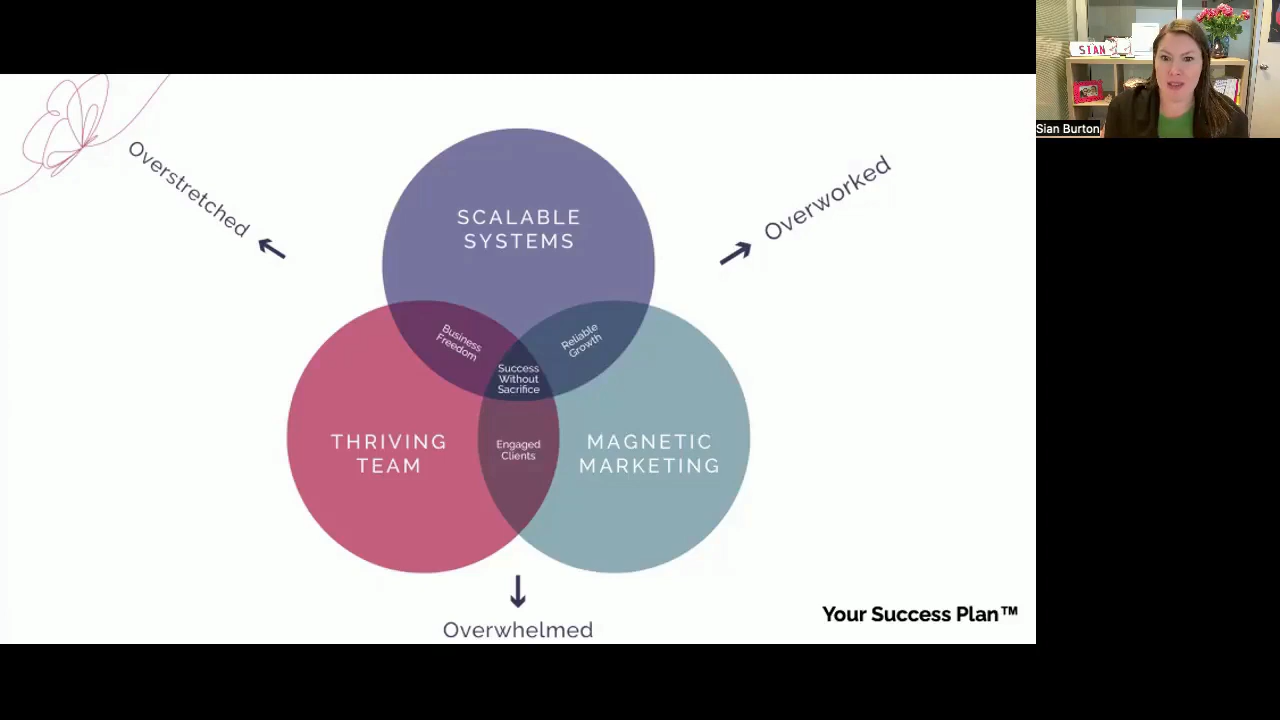 SIAN
Sian Burton
Overstretched
Overworked
SCALABLE
SYSTEMS
Business
Freedom
Reliable
Growth
Success
Without
Sacrifice
THRIVING
TEAM
Engaged
Clients
MAGNETIC
MARKETING
Overwhelmed
Your Success Plan™